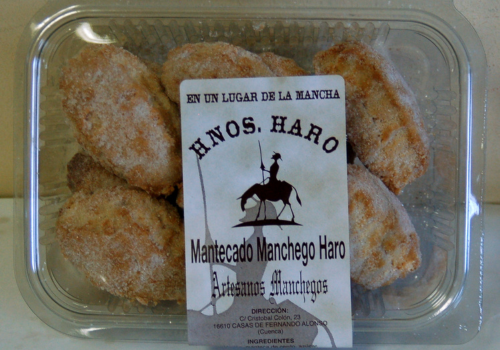 EN UN LUGAR DE LA MANCHA
HNOS. HARO
Mantecado Manchego Haro
Artesanos Manchegos
DIRECCIÓN:
C/ Cristobal Colón, 23
16610 CASAS DE FERNANDO ALONSO
(Cuenca)
INGREDIENTES